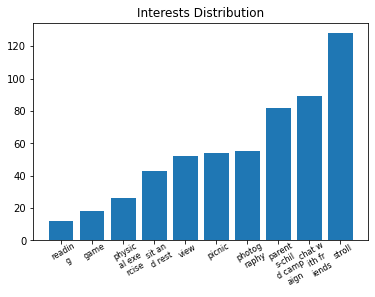 Interests Distribution
120
100
80
60
40
20
0
readin
g
game
physic
al exe
rcise
sit an
d rest
view
picnic
photog
raphy
parent
s-chil
d camp
aign
chat w
ith fr
iends
stroll